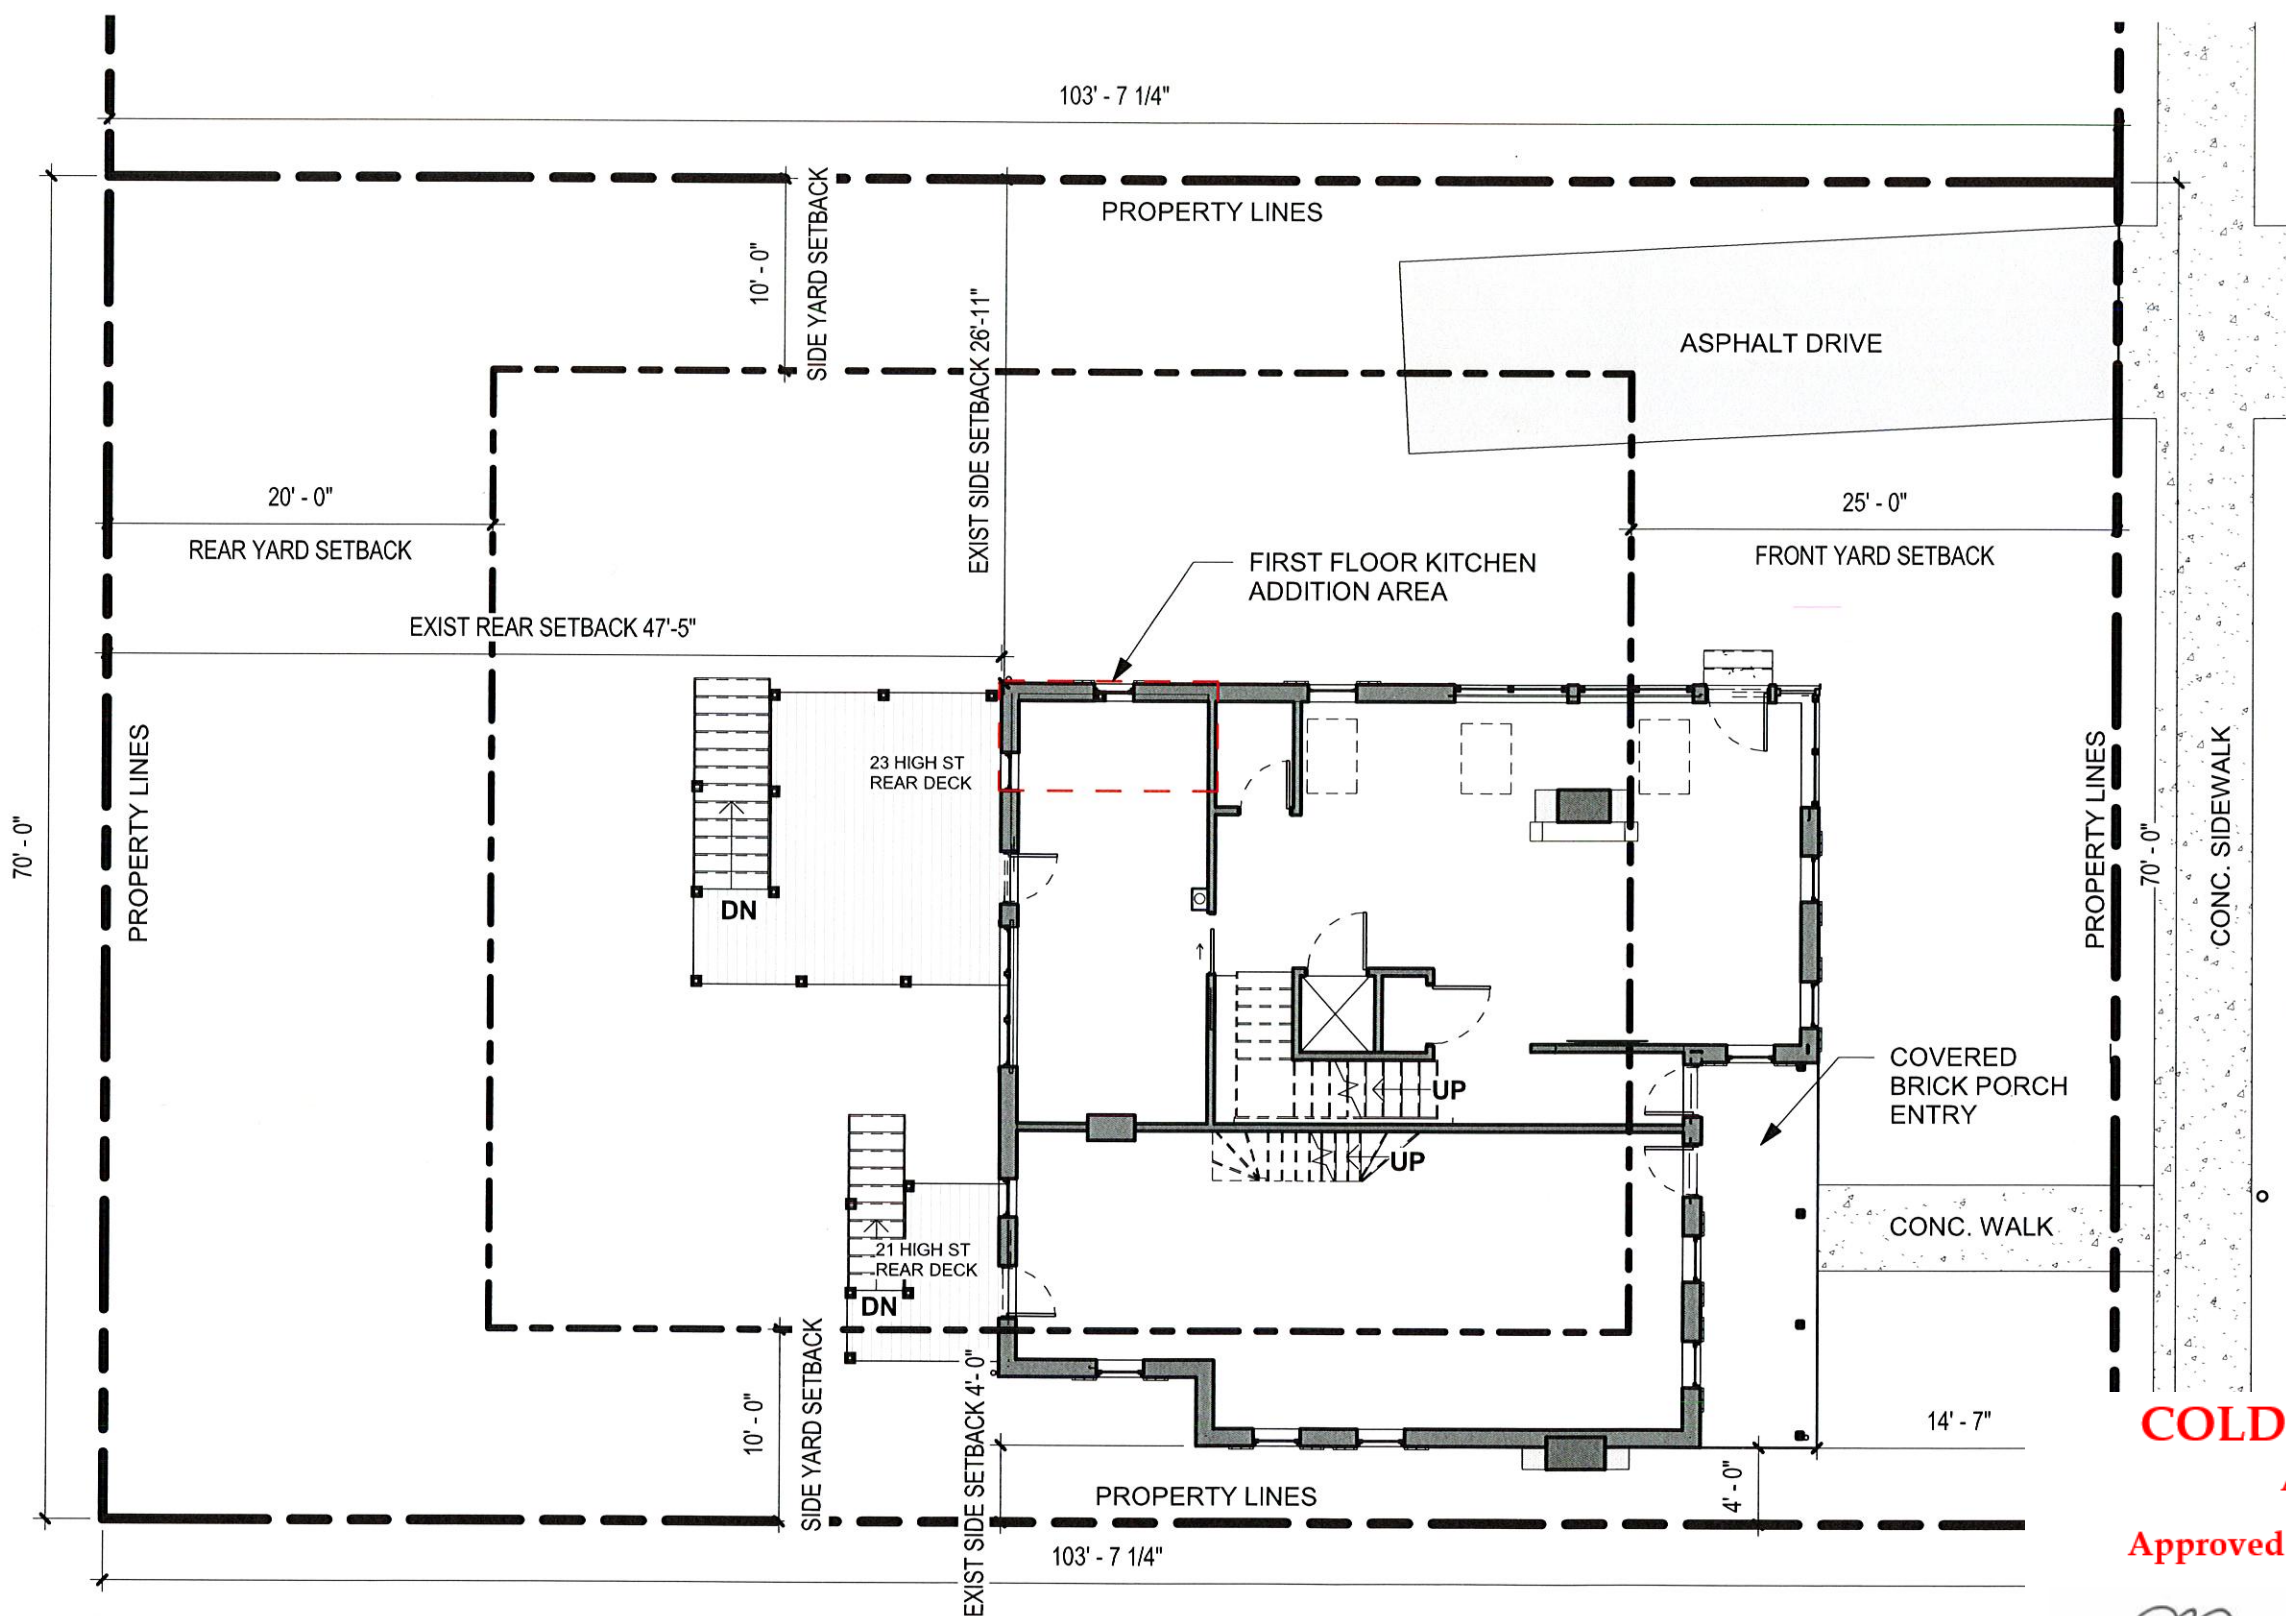 103' - 7 1/4"
PROPERTY LINES
10' - 0"
SIDE YARD SETBACK
EXIST SIDE SETBACK 26'-11"
ASPHALT DRIVE
20' - 0"
REAR YARD SETBACK
25' - 0"
FRONT YARD SETBACK
FIRST FLOOR KITCHEN
ADDITION AREA
EXIST REAR SETBACK 47'-5"
70' - 0"
PROPERTY LINES
23 HIGH ST
REAR DECK
DN
PROPERTY LINES
70' - 0"
CONC. SIDEWALK
UP
COVERED
BRICK PORCH
ENTRY
UP
CONC. WALK
21 HIGH ST
REAR DECK
DN
10' - 0"
SIDE YARD SETBACK
EXIST SIDE SETBACK 4'- 0"
14' - 7"
4' - 0"
PROPERTY LINES
103' - 7 1/4"
COLD
Approved